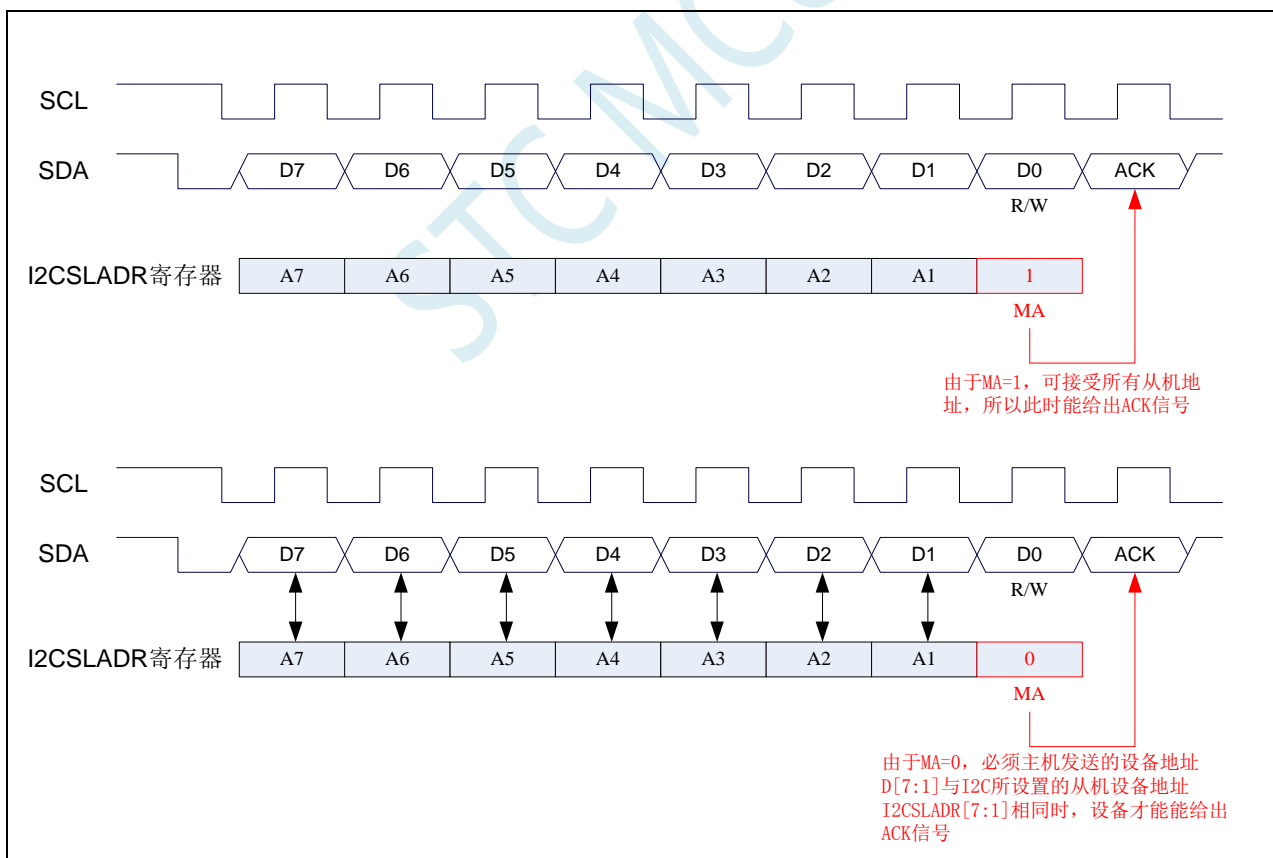 STC MC
SCL
SDA D7 D6 D5 D4 D3 D2 D1 D0 ACK
R/W
I2CSLADR寄存器 A7 A6 A5 A4 A3 A2 A1 1
MA
由于MA=1，可接受所有从机地
址，所以此时能给出ACK信号
SCL
SDA D7 D6 D5 D4 D3 D2 D1 D0 ACK
R/W
I2CSLADR寄存器 A7 A6 A5 A4 A3 A2 A1 0
MA
由于MA=0，必须主机发送的设备地址
D[7:1]与I2C所设置的从机设备地址
I2CSLADR[7:1]相同时，设备才能能给出
ACK信号